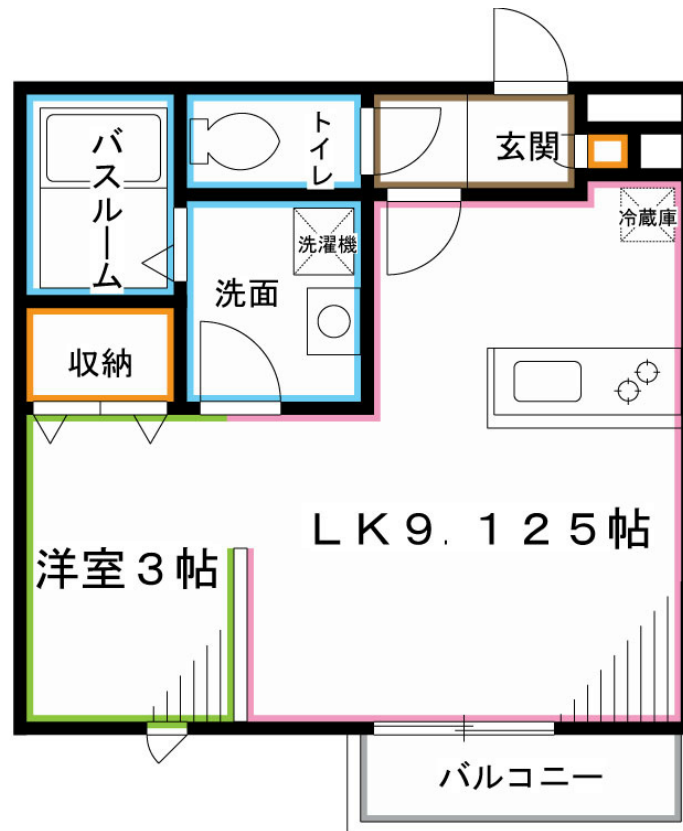 バスルーム
トイレ
玄関
冷蔵庫
洗濯機
洗面
収納
LK9.125帖
洋室3帖
バルコニー